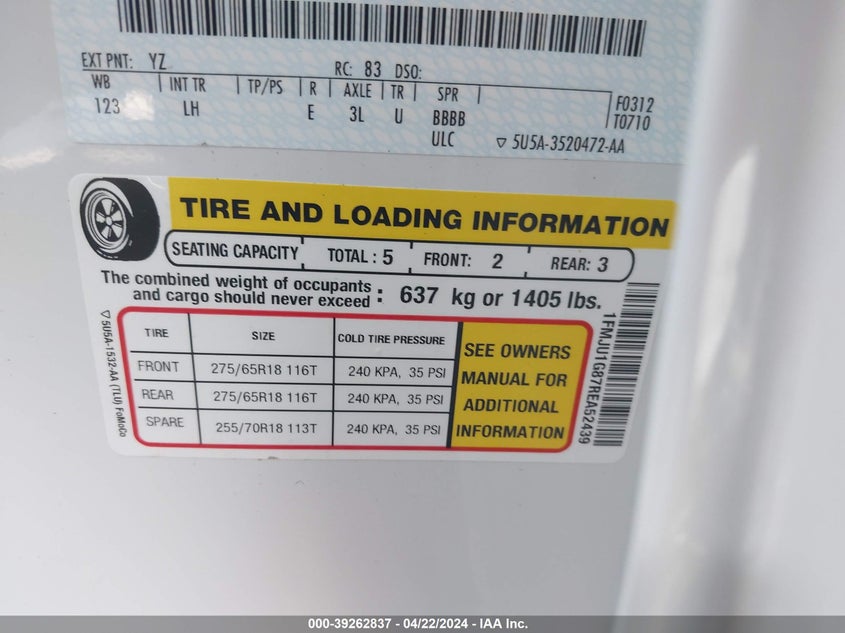 EXT PNT: YZ RC: 83 DSO:
WB INT TR TP/PS R AXLE TR SPR F0312
123 LH E 3L U BBBB T0710
ULC ▽ 5U5A-3520472-AA
TIRE AND LOADING INFORMATION
SEATING CAPACITY TOTAL: 5 FRONT: 2 REAR: 3
The combined weight of occupants
and cargo should never exceed : 637 kg or 1405 lbs.
TIRE SIZE COLD TIRE PRESSURE
FRONT 275/65R18 116T 240 KPA, 35 PSI
REAR 275/65R18 116T 240 KPA, 35 PSI
SPARE 255/70R18 113T 240 KPA, 35 PSI
SEE OWNERS
MANUAL FOR
ADDITIONAL
INFORMATION
▽ 5U5A-1532-AA (TLU) FoMoCo
1FMJU1G87REA52439
000-39262837 - 04/22/2024 - IAA Inc.